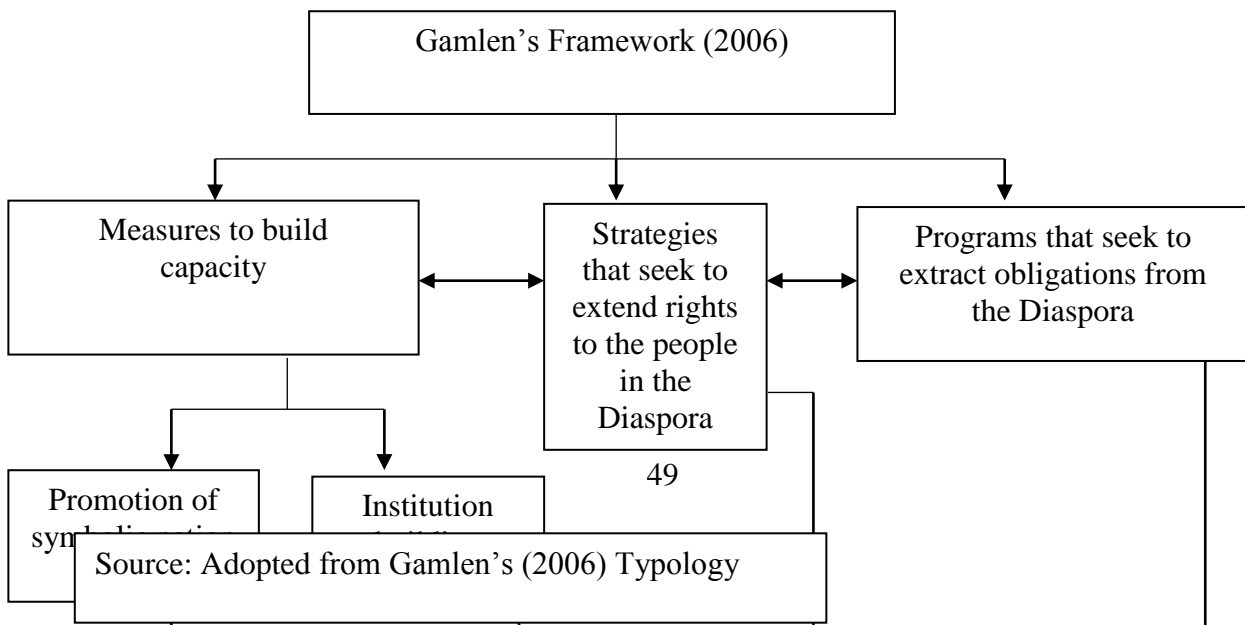 Gamlen’s Framework (2006)
Measures to build
capacity
Strategies
that seek to
extend rights
to the people
in the
Diaspora
Programs that seek to
extract obligations from
the Diaspora
49
Promotion of
Institution
Source: Adopted from Gamlen’s (2006) Typology